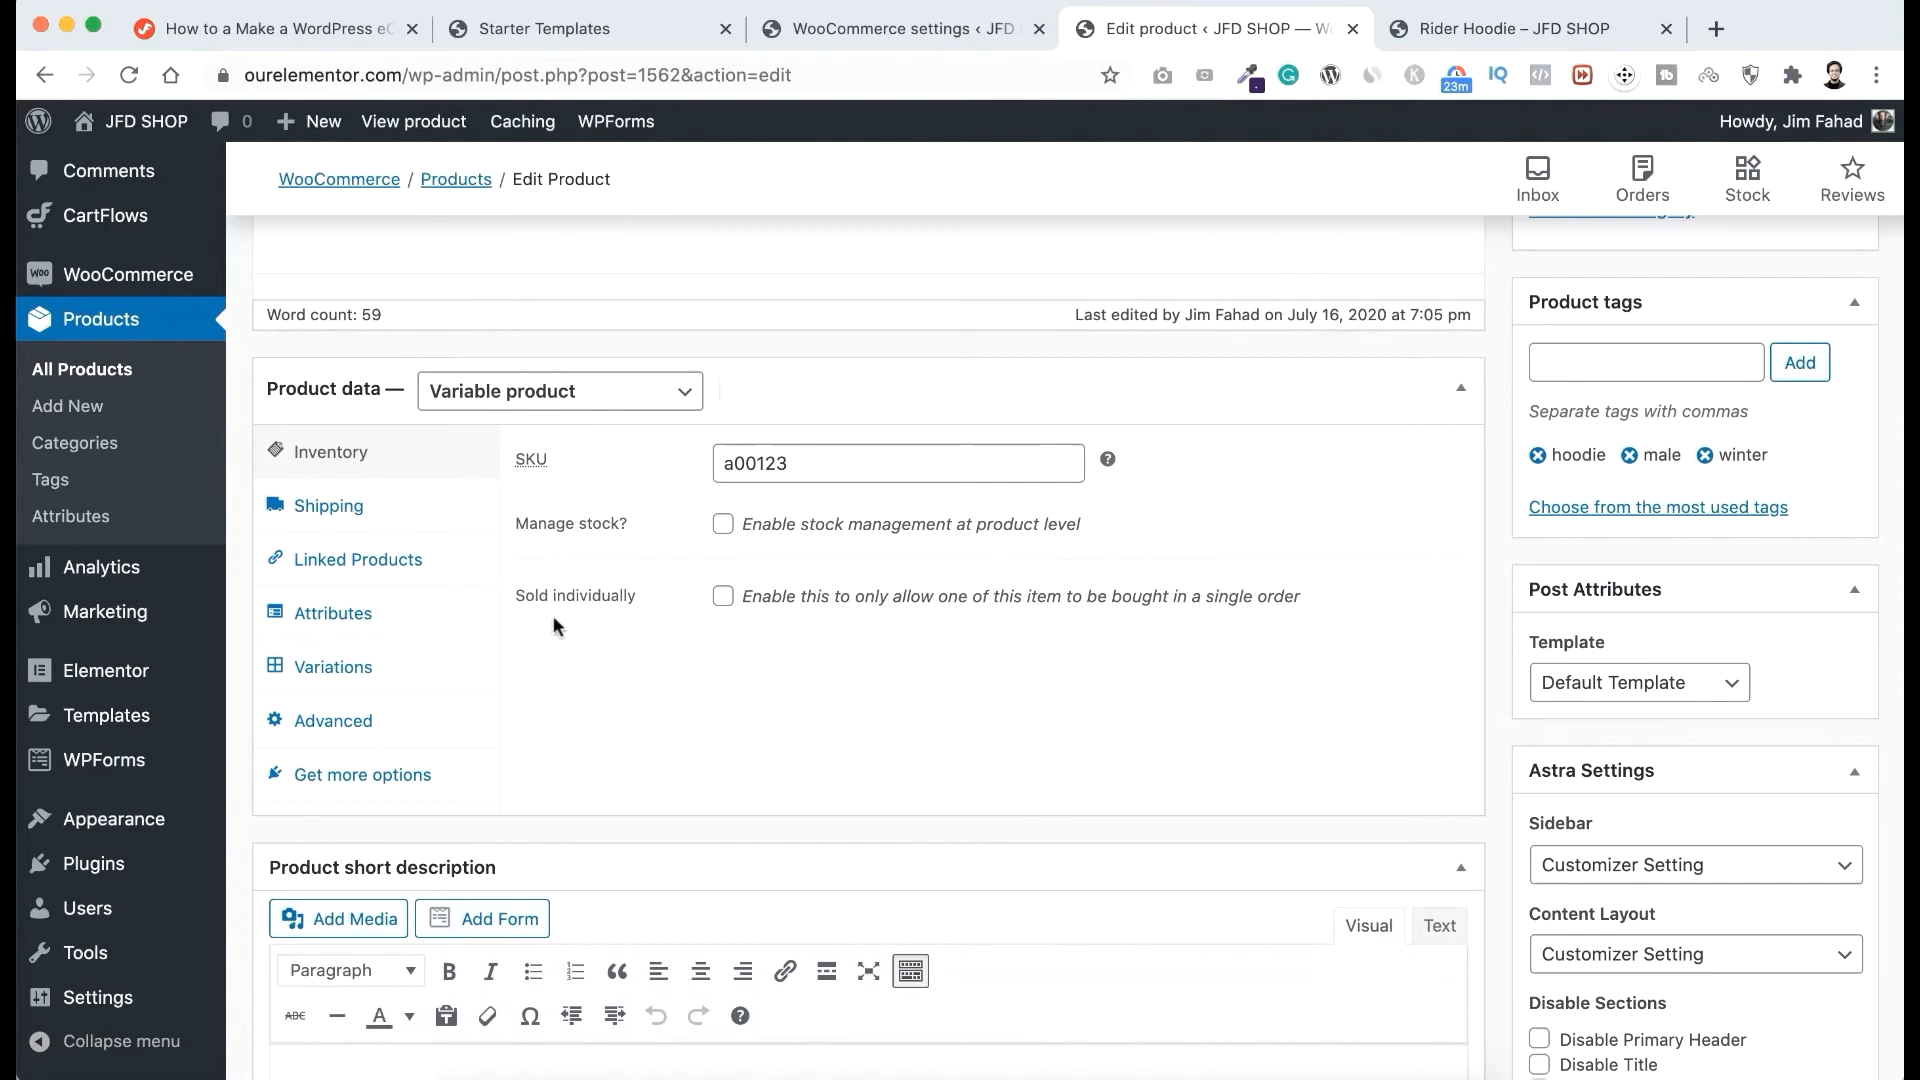 How to a Make a WordPress eC
Starter Templates
WooCommerce settings ‹ JFD
Edit product ‹ JFD SHOP — W
Rider Hoodie – JFD SHOP
ourelementor.com/wp-admin/post.php?post=1562&action=edit
23m
IQ
JFD SHOP
0
New
View product
Caching
WPForms
Howdy, Jim Fahad
Comments
CartFlows
WooCommerce
Products
All Products
Add New
Categories
Tags
Attributes
Analytics
Marketing
Elementor
Templates
WPForms
Appearance
Plugins
Users
Tools
Settings
Collapse menu
WooCommerce / Products / Edit Product
Inbox
Orders
Stock
Reviews
Word count: 59
Last edited by Jim Fahad on July 16, 2020 at 7:05 pm
Product data —
Variable product
Inventory
Shipping
Linked Products
Attributes
Variations
Advanced
Get more options
SKU
a00123
Manage stock?
Enable stock management at product level
Sold individually
Enable this to only allow one of this item to be bought in a single order
Product short description
Add Media
Add Form
Visual
Text
Paragraph
B
I
ABC
A
Product tags
Add
Separate tags with commas
hoodie
male
winter
Choose from the most used tags
Post Attributes
Template
Default Template
Astra Settings
Sidebar
Customizer Setting
Content Layout
Customizer Setting
Disable Sections
Disable Primary Header
Disable Title